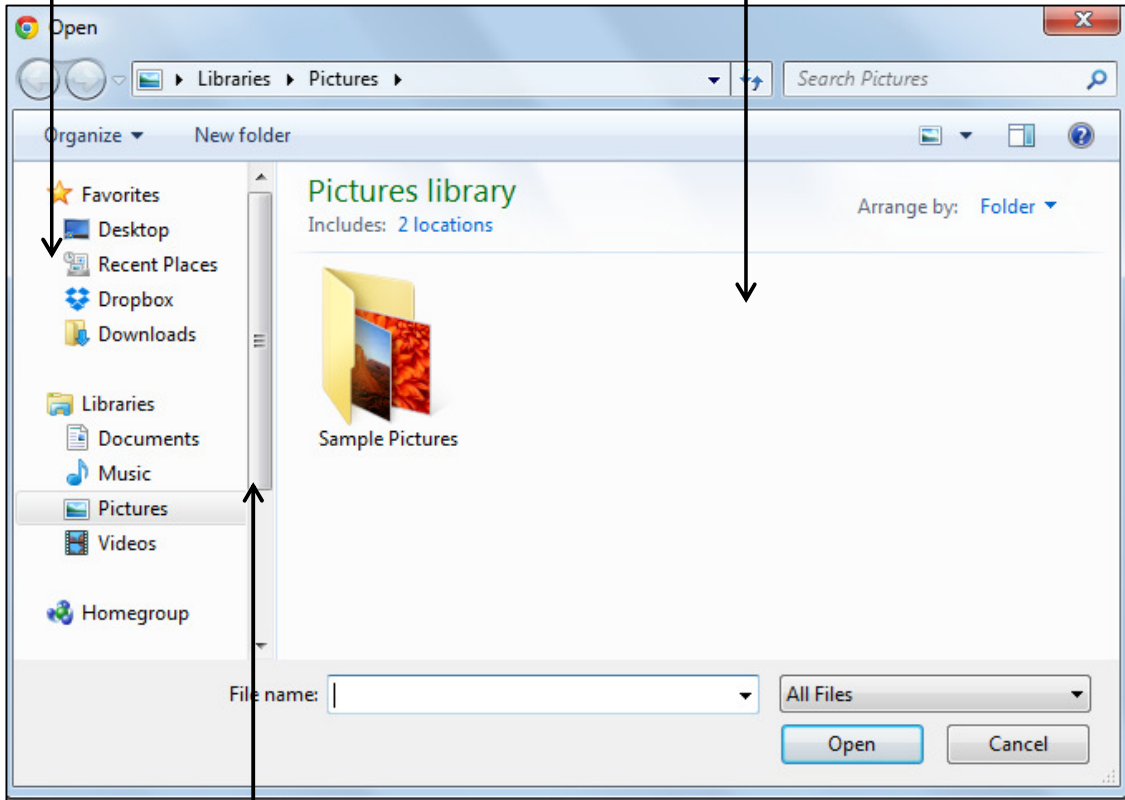 Open
Libraries Pictures
Search Pictures
Organize New folder
Favorites
Desktop
Recent Places
Dropbox
Downloads
Libraries
Documents
Music
Pictures
Videos
Homegroup
Pictures library
Includes: 2 locations
Arrange by: Folder
Sample Pictures
File name:
All Files
Open Cancel